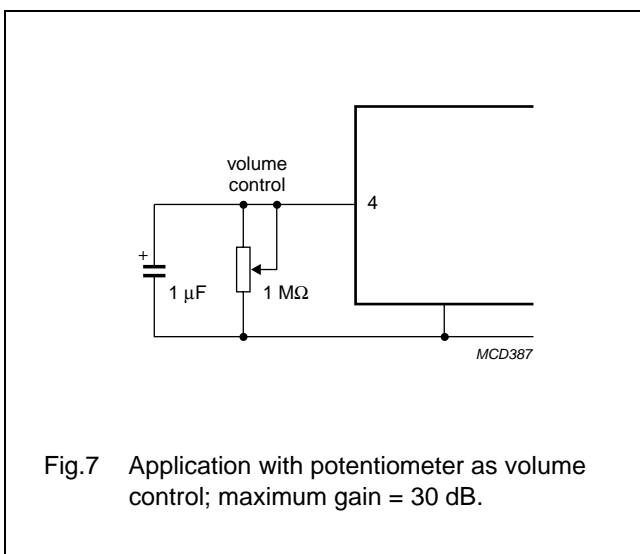 volume
control
4
+
1 μF
1 MΩ
MCD387
Fig.7 Application with potentiometer as volume
control; maximum gain = 30 dB.